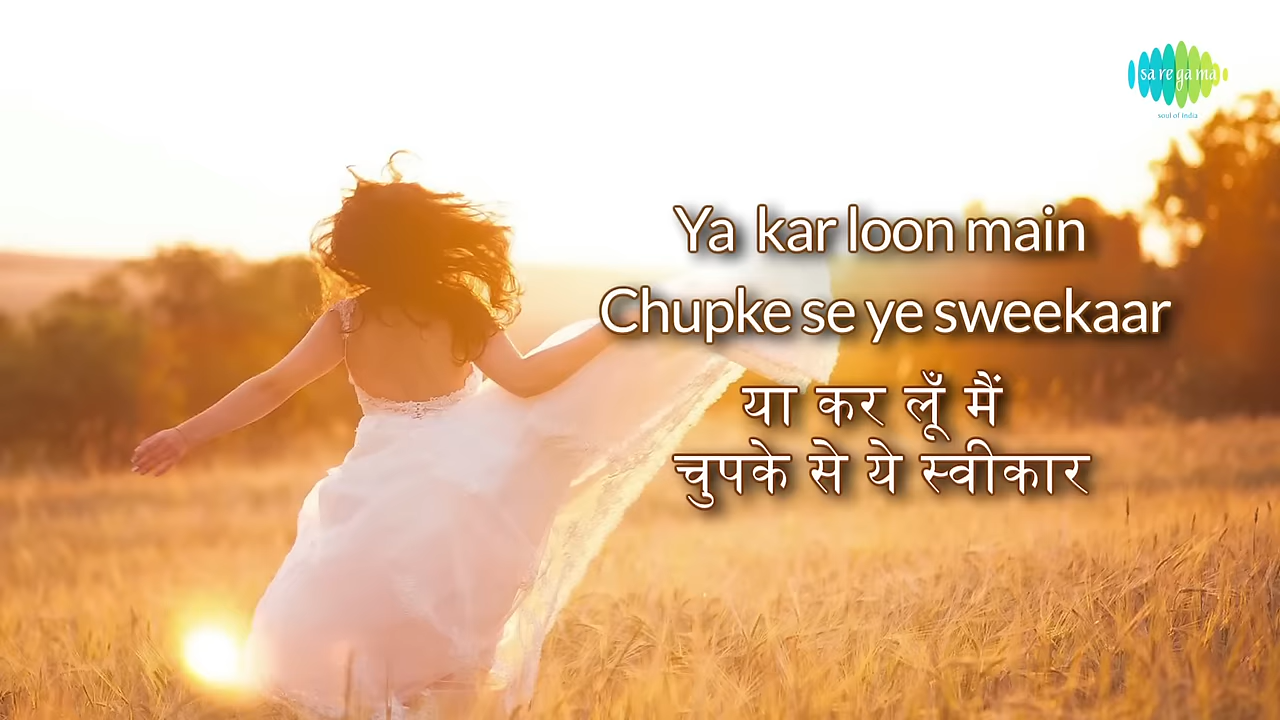 sa re ga ma
soul of India
Ya kar loon main
Chupke se ye sweekaar
या कर लूँ मैं
चुपके से ये स्वीकार